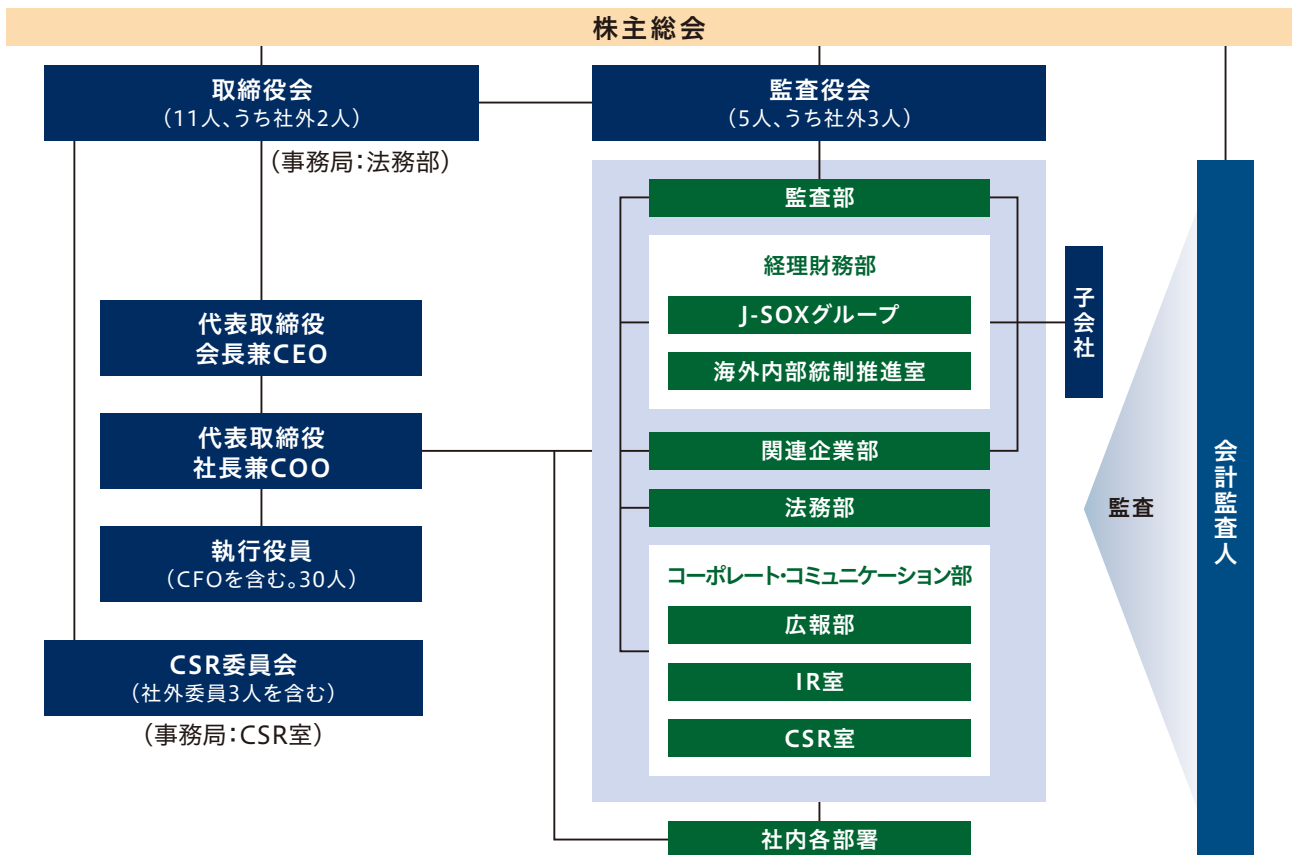 株主総会
取締役会
（11人、うち社外2人）
（事務局：法務部）
監査役会
（5人、うち社外3人）
代表取締役
会長兼CEO
代表取締役
社長兼COO
執行役員
（CFOを含む。30人）
CSR委員会
（社外委員3人を含む）
（事務局：CSR室）
監査部
経理財務部
J-SOXグループ
海外内部統制推進室
関連企業部
法務部
コーポレート・コミュニケーション部
広報部
IR室
CSR室
社内各部署
子会社
監査
会計監査人